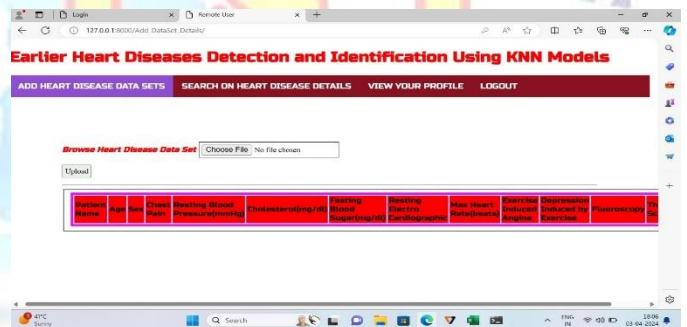 Login
Remote User
127.0.0.1:8000/Add_DataSet_Details/
Earlier Heart Diseases Detection and Identification Using KNN Models
ADD HEART DISEASE DATA SETS SEARCH ON HEART DISEASE DETAILS VIEW YOUR PROFILE LOGOUT
Browse Heart Disease Data Set Choose File No file chosen
Upload
Patient Name Age Sex Chest Pain Resting Blood Pressure(mmHg) Cholesterol(mg/dl) Fasting Blood Sugar(mg/dl) Resting Electro Cardiographic Max Heart Rate(beats) Exercise Induced Angina Depression Induced by Exercise Fluoroscopy
41°C
Sunny
Search
ENG
IN
18:06
03-04-2024